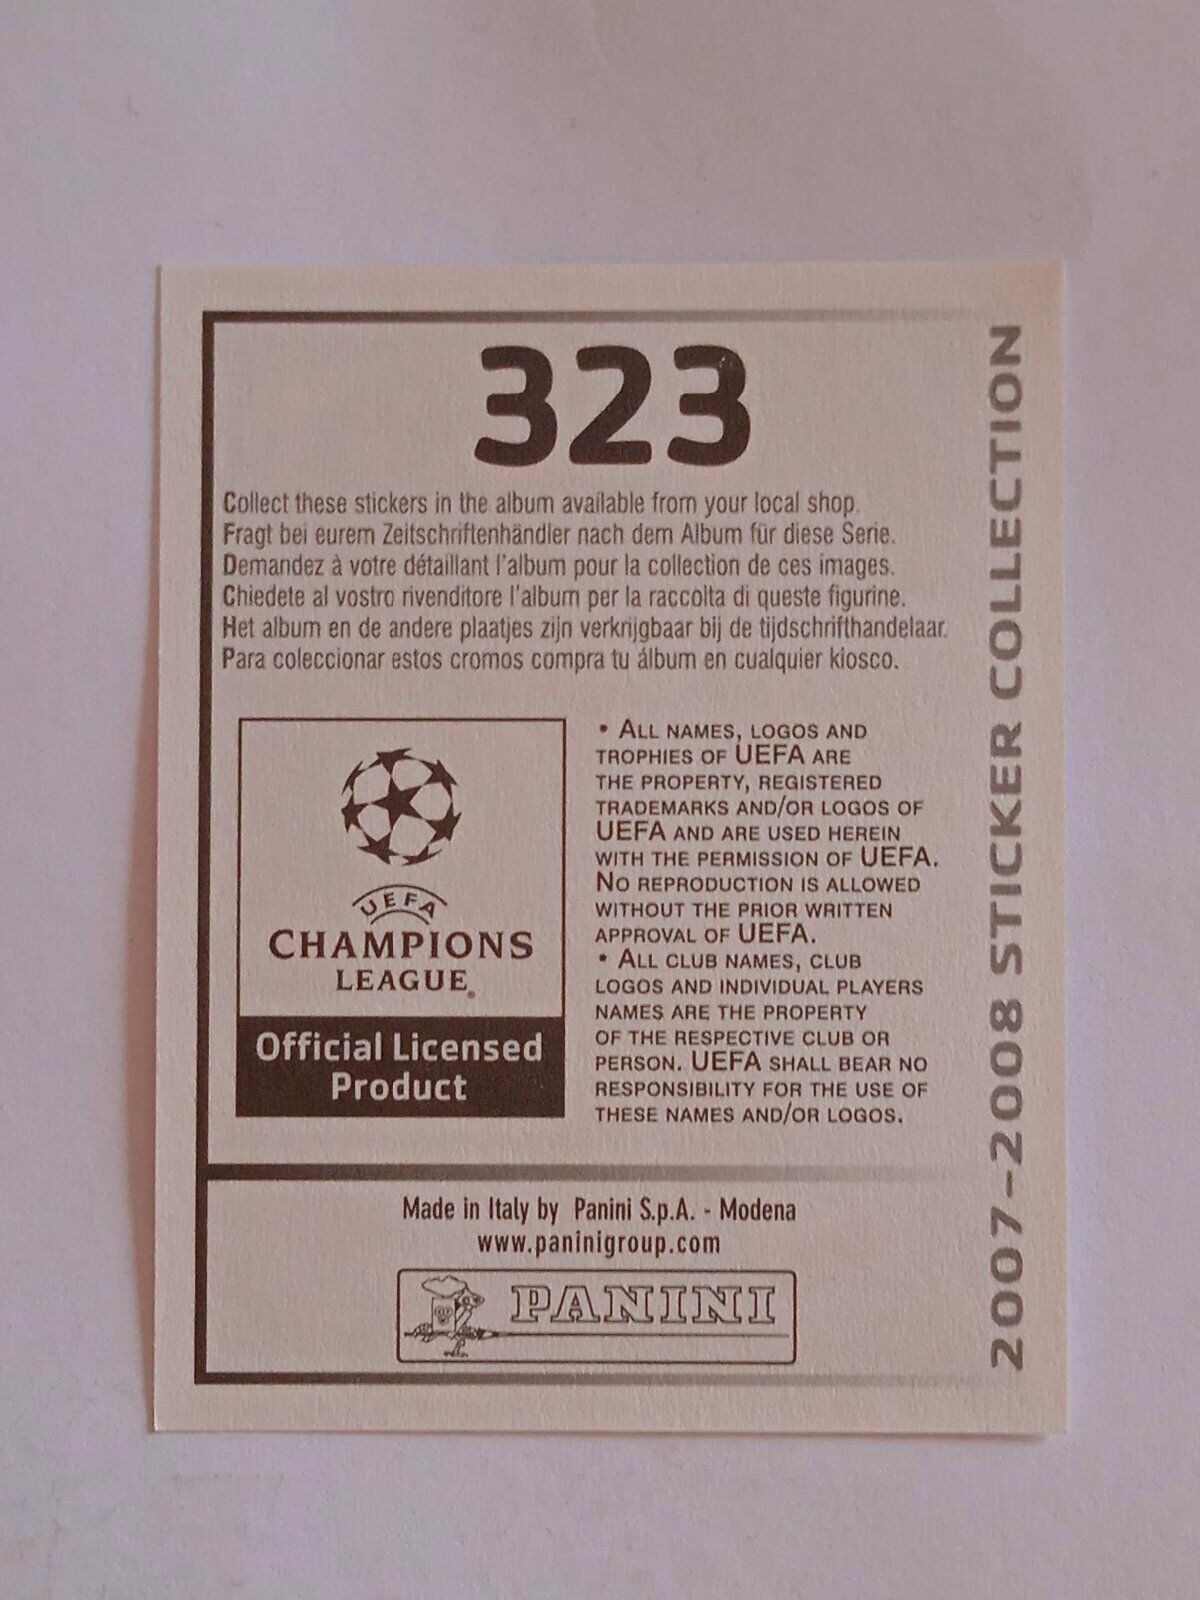 323
Collect these stickers in the album available from your local shop.
Fragt bei eurem Zeitschriftenhändler nach dem Album für diese Serie.
Demandez à votre détaillant l'album pour la collection de ces images.
Chiedete al vostro rivenditore l'album per la raccolta di queste figurine.
Het album en de andere plaatjes zijn verkrijgbaar bij de tijdschrifthandelaar.
Para coleccionar estos cromos compra tu álbum en cualquier kiosco.
UEFA
CHAMPIONS
LEAGUE®
Official Licensed
Product
• ALL NAMES, LOGOS AND
TROPHIES OF UEFA ARE
THE PROPERTY, REGISTERED
TRADEMARKS AND/OR LOGOS OF
UEFA AND ARE USED HEREIN
WITH THE PERMISSION OF UEFA.
NO REPRODUCTION IS ALLOWED
WITHOUT THE PRIOR WRITTEN
APPROVAL OF UEFA.
• ALL CLUB NAMES, CLUB
LOGOS AND INDIVIDUAL PLAYERS
NAMES ARE THE PROPERTY
OF THE RESPECTIVE CLUB OR
PERSON. UEFA SHALL BEAR NO
RESPONSIBILITY FOR THE USE OF
THESE NAMES AND/OR LOGOS.
Made in Italy by Panini S.p.A. - Modena
www.paninigroup.com
PANINI
2007-2008 STICKER COLLECTION